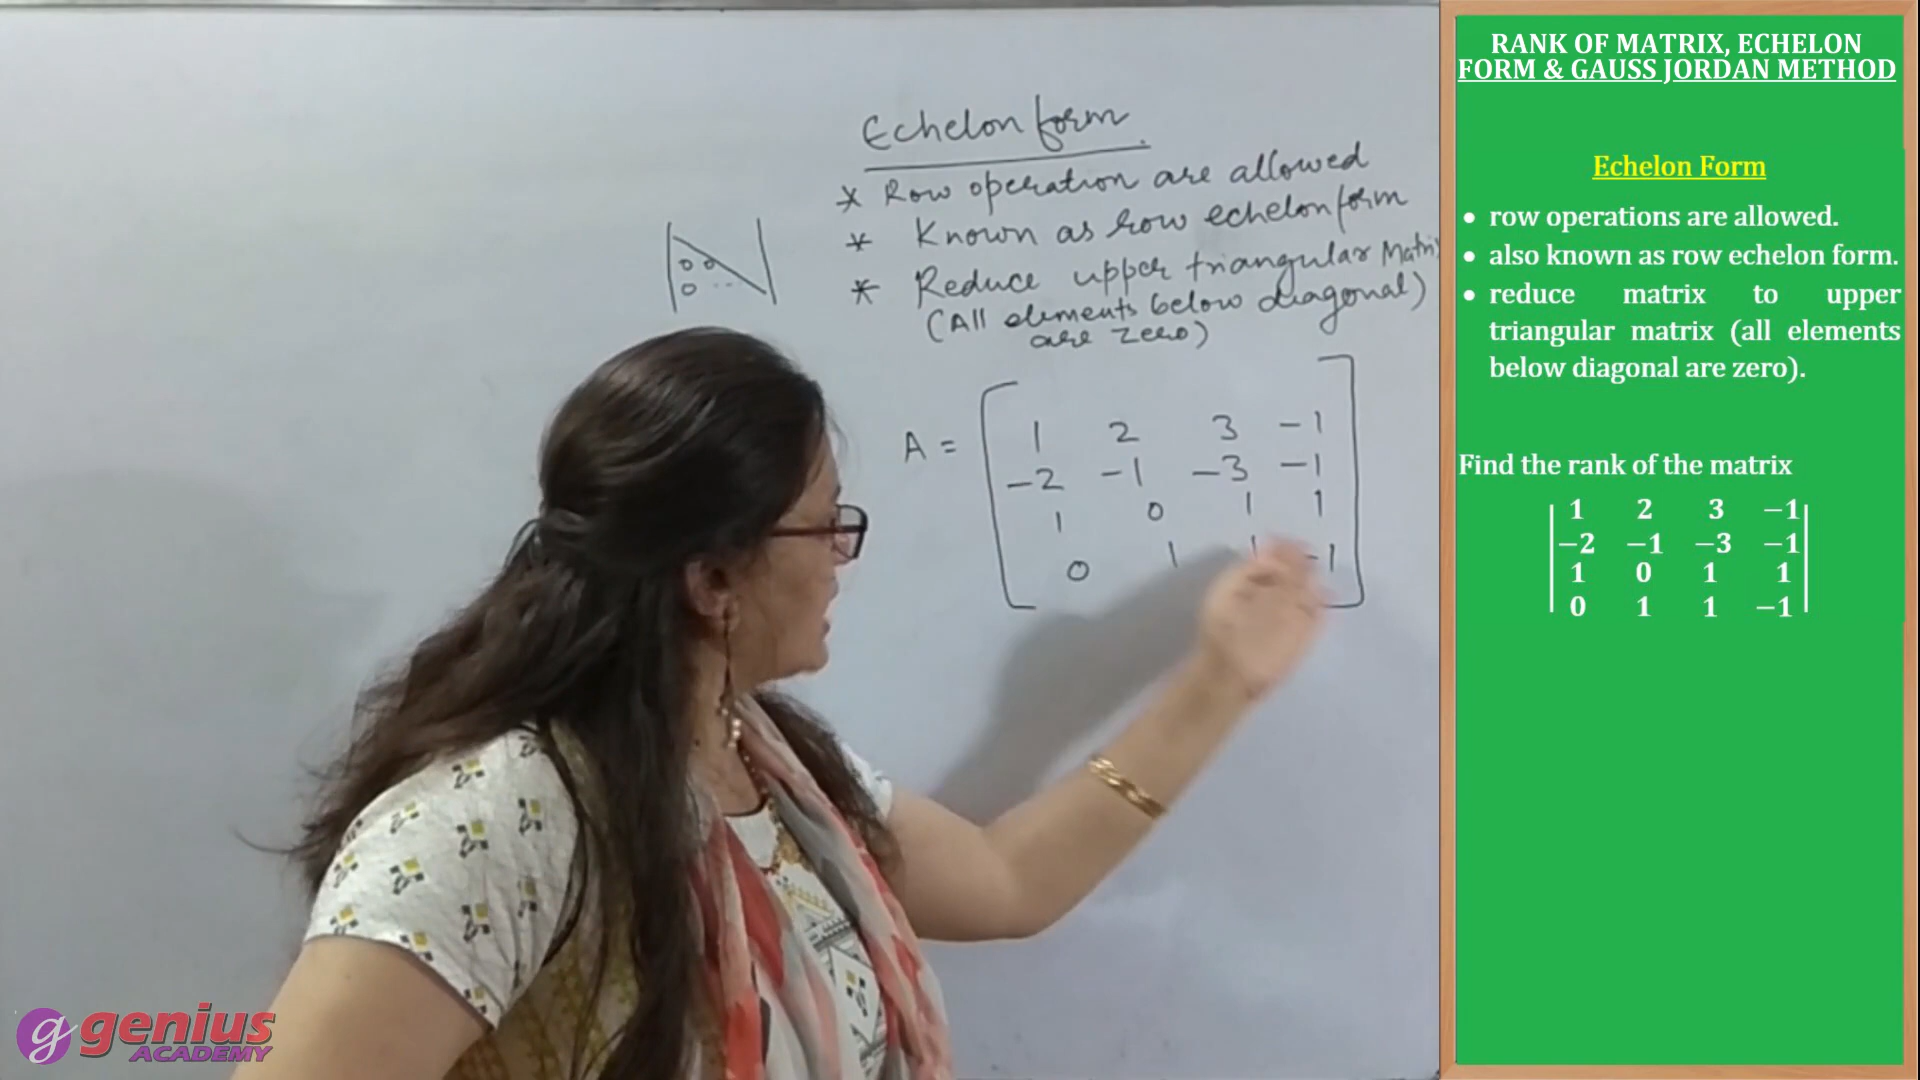 Echelon form
* Row operation are allowed
* Known as row echelon form
* Reduce upper triangular Matrix
(All elements below diagonal)
are zero)
A =
1 2 3 -1
-2 -1 -3 -1
1 0 1 1
0 1 1 -1
RANK OF MATRIX, ECHELON
FORM & GAUSS JORDAN METHOD
Echelon Form
• row operations are allowed.
• also known as row echelon form.
• reduce matrix to upper
triangular matrix (all elements
below diagonal are zero).
Find the rank of the matrix
1 2 3 −1
−2 −1 −3 −1
1 0 1 1
0 1 1 −1
g genius
ACADEMY